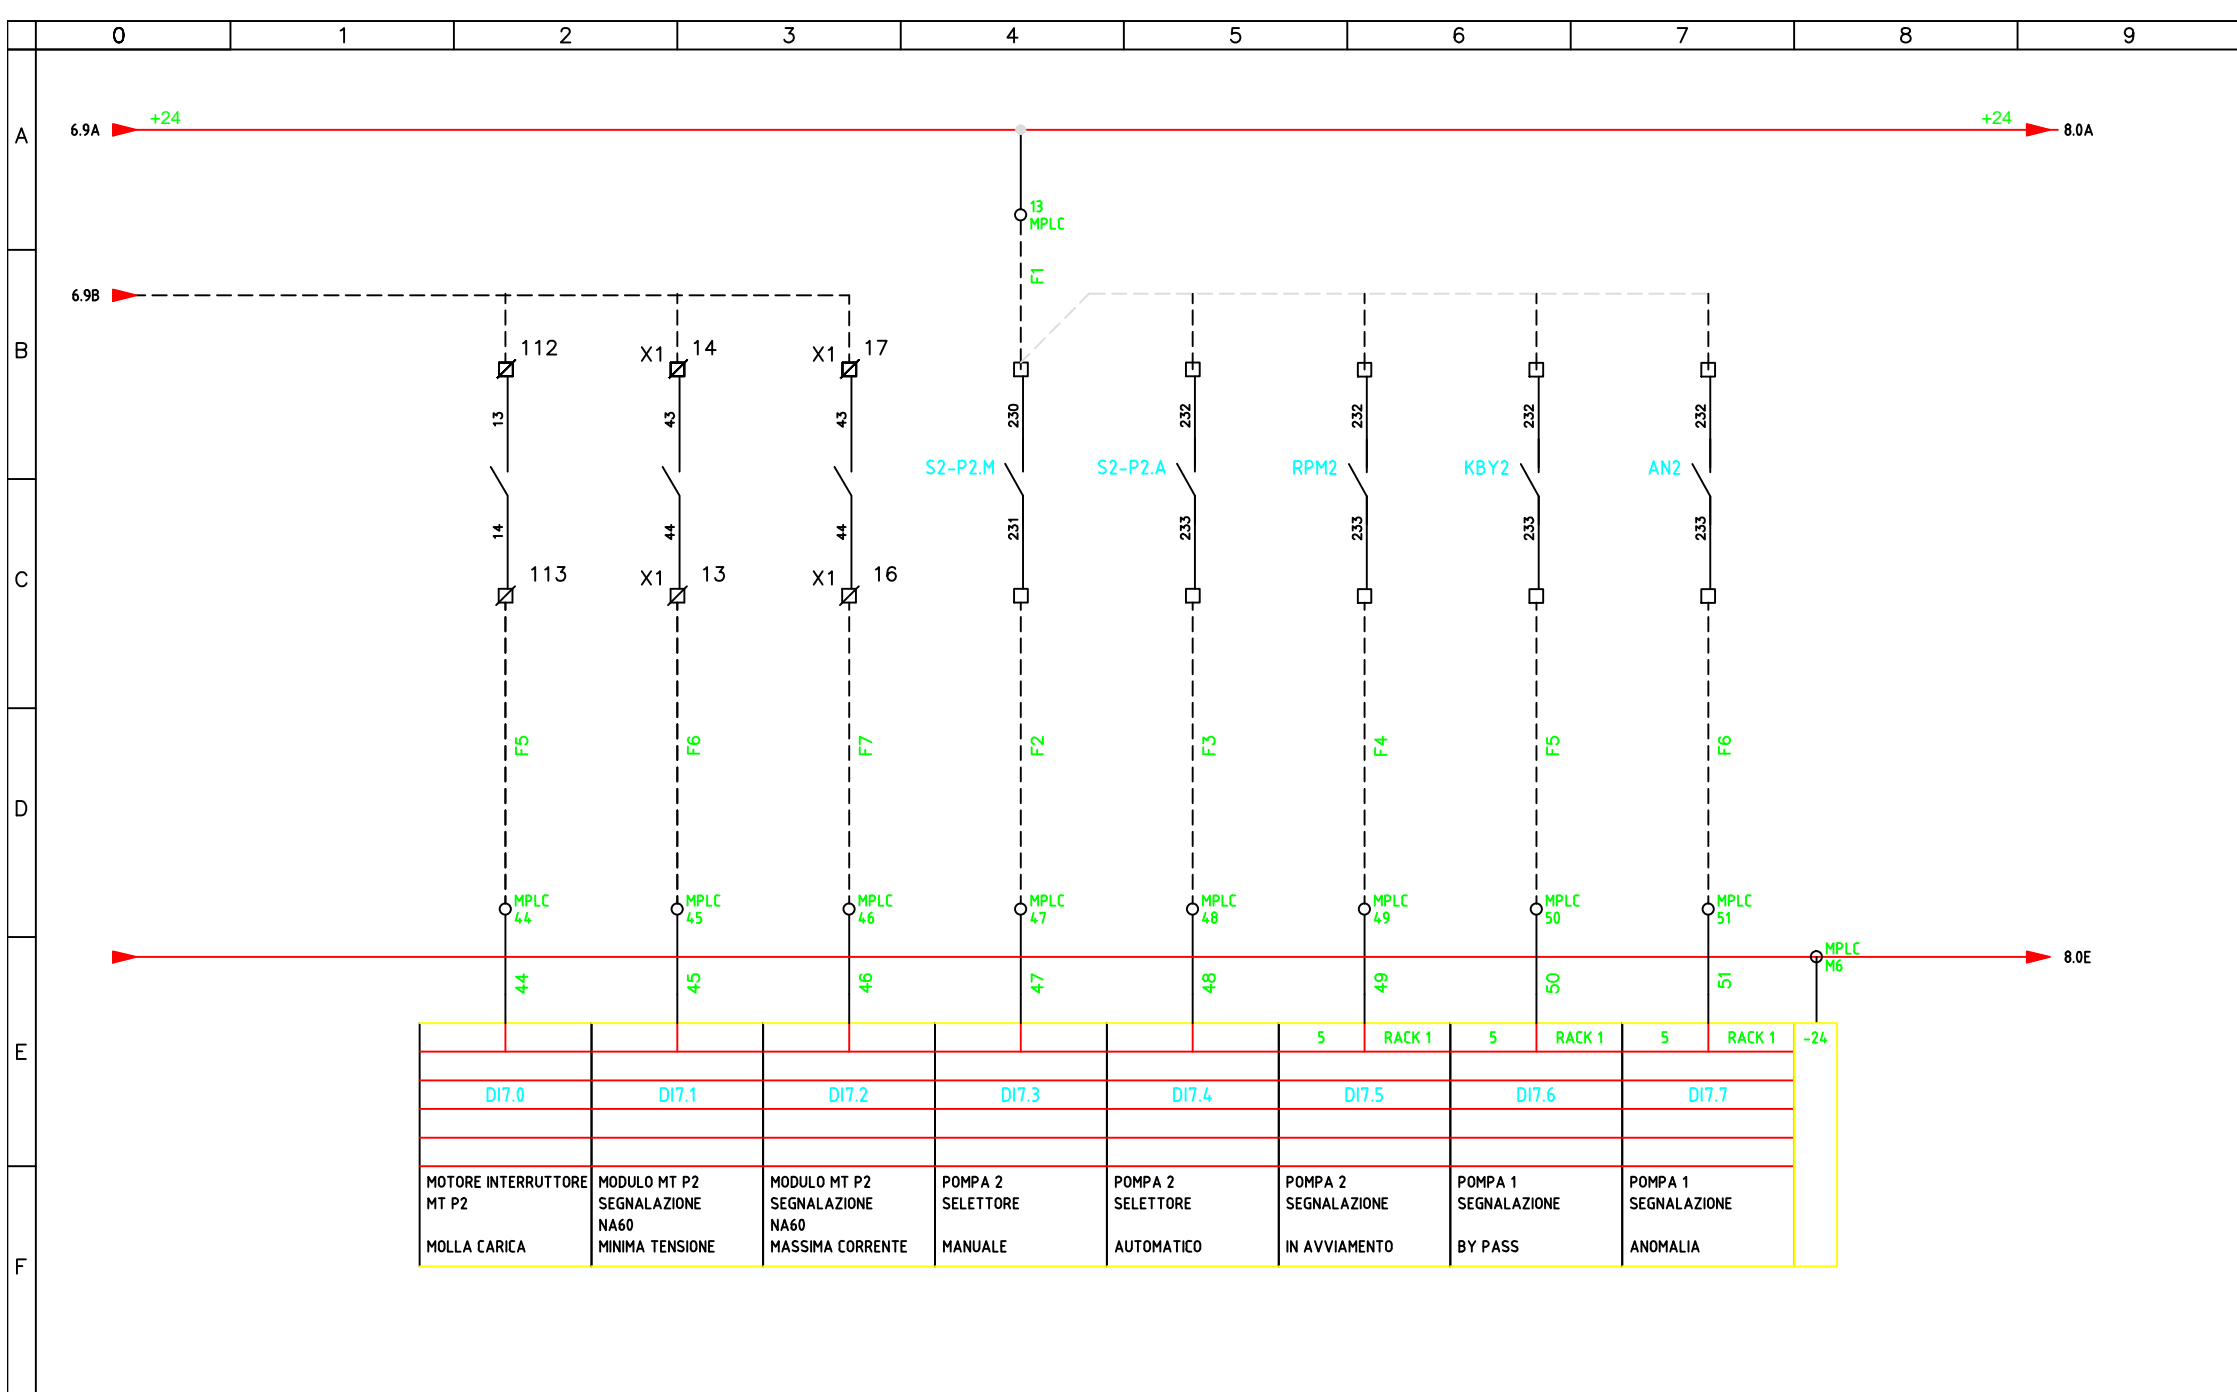 0 1 2 3 4 5 6 7 8 9
A
6.9A +24 +24 8.0A
13
MPLC
F1
6.9B
B
112 X1 14 X1 17
13 43 43 230 232 232 232 232
S2-P2.M S2-P2.A RPM2 KBY2 AN2
14 44 44 231 233 233 233 233
C
113 X1 13 X1 16
F5 F6 F7 F2 F3 F4 F5 F6
D
MPLC MPLC MPLC MPLC MPLC MPLC MPLC MPLC
44 45 46 47 48 49 50 51
MPLC
M6
8.0E
44 45 46 47 48 49 50 51
E
5 RACK 1 5 RACK 1 5 RACK 1 -24
DI7.0 DI7.1 DI7.2 DI7.3 DI7.4 DI7.5 DI7.6 DI7.7
F
MOTORE INTERRUTTORE
MT P2
MOLLA CARICA
MODULO MT P2
SEGNALAZIONE
NA60
MINIMA TENSIONE
MODULO MT P2
SEGNALAZIONE
NA60
MASSIMA CORRENTE
POMPA 2
SELETTORE
MANUALE
POMPA 2
SELETTORE
AUTOMATICO
POMPA 2
SEGNALAZIONE
IN AVVIAMENTO
POMPA 1
SEGNALAZIONE
BY PASS
POMPA 1
SEGNALAZIONE
ANOMALIA